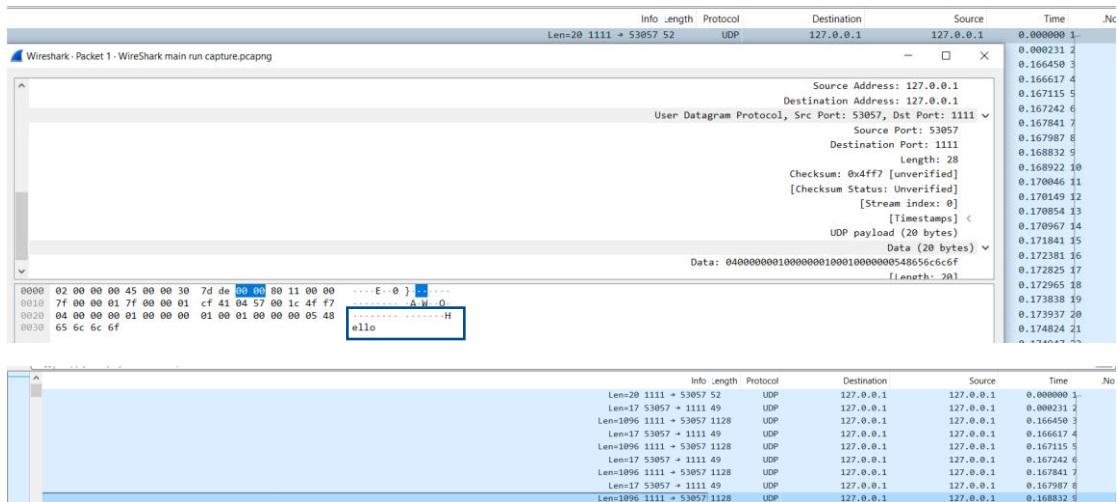 Info Length Protocol Destination Source Time .No
Len=20 1111 → 53057 52 UDP 127.0.0.1 127.0.0.1 0.000000 1
Wireshark · Packet 1 · WireShark main run capture.pcapng
Source Address: 127.0.0.1
Destination Address: 127.0.0.1
User Datagram Protocol, Src Port: 53057, Dst Port: 1111
Source Port: 53057
Destination Port: 1111
Length: 28
Checksum: 0x4ff7 [unverified]
[Checksum Status: Unverified]
[Stream index: 0]
[Timestamps]
UDP payload (20 bytes)
Data (20 bytes)
Data: 04000000010000000100010000000548656c6c6f
[Length: 20]
0000 02 00 00 00 45 00 00 30 7d de 00 00 80 11 00 00 ····E··0 }·······
0010 7f 00 00 01 7f 00 00 01 cf 41 04 57 00 1c 4f f7 ········ ·A·W··O·
0020 04 00 00 00 01 00 00 00 01 00 01 00 00 00 05 48 ········ ·······H
0030 65 6c 6c 6f ello
0.000231 2
0.166450 3
0.166617 4
0.167115 5
0.167242 6
0.167841 7
0.167987 8
0.168832 9
0.168922 10
0.170046 11
0.170149 12
0.170854 13
0.170967 14
0.171841 15
0.172381 16
0.172825 17
0.172965 18
0.173838 19
0.173937 20
0.174824 21
Info Length Protocol Destination Source Time .No
Len=20 1111 → 53057 52 UDP 127.0.0.1 127.0.0.1 0.000000 1
Len=17 53057 → 1111 49 UDP 127.0.0.1 127.0.0.1 0.000231 2
Len=1096 1111 → 53057 1128 UDP 127.0.0.1 127.0.0.1 0.166450 3
Len=17 53057 → 1111 49 UDP 127.0.0.1 127.0.0.1 0.166617 4
Len=1096 1111 → 53057 1128 UDP 127.0.0.1 127.0.0.1 0.167115 5
Len=17 53057 → 1111 49 UDP 127.0.0.1 127.0.0.1 0.167242 6
Len=1096 1111 → 53057 1128 UDP 127.0.0.1 127.0.0.1 0.167841 7
Len=17 53057 → 1111 49 UDP 127.0.0.1 127.0.0.1 0.167987 8
Len=1096 1111 → 53057 1128 UDP 127.0.0.1 127.0.0.1 0.168832 9